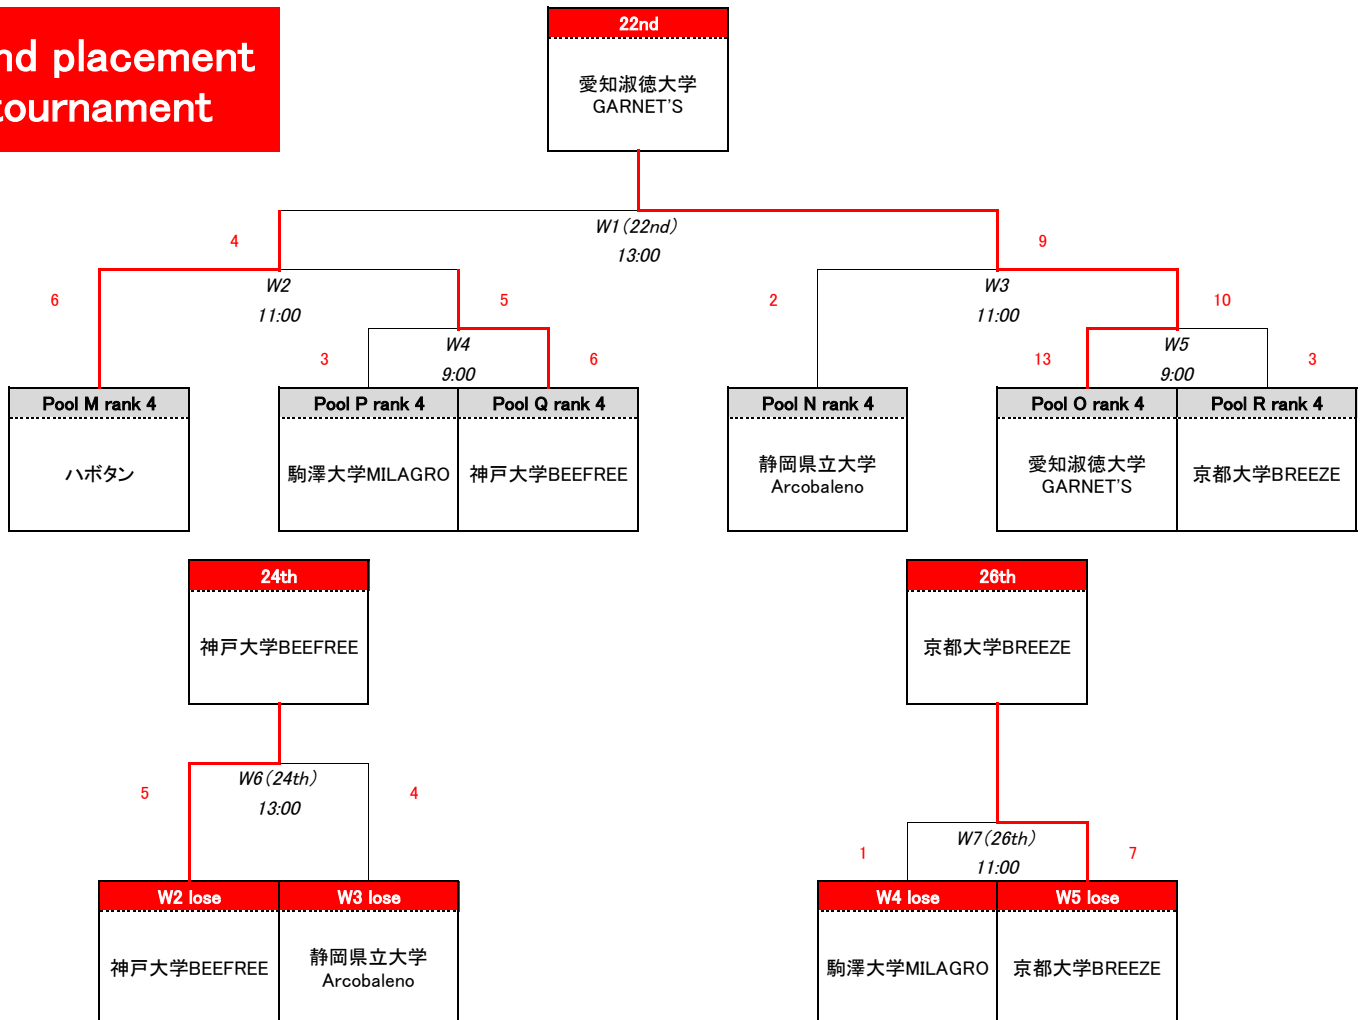 nd placement
tournament
22nd
愛知淑徳大学
GARNET'S
W1(22nd)
13:00
4
9
W2
11:00
6
5
W3
11:00
2
10
W4
9:00
3
6
W5
9:00
13
3
Pool M rank 4
Pool P rank 4
Pool Q rank 4
Pool N rank 4
Pool O rank 4
Pool R rank 4
ハボタン
駒澤大学MILAGRO
神戸大学BEEFREE
静岡県立大学
Arcobaleno
愛知淑徳大学
GARNET'S
京都大学BREEZE
24th
神戸大学BEEFREE
26th
京都大学BREEZE
W6(24th)
13:00
5
4
W7(26th)
11:00
1
7
W2 lose
W3 lose
W4 lose
W5 lose
神戸大学BEEFREE
静岡県立大学
Arcobaleno
駒澤大学MILAGRO
京都大学BREEZE